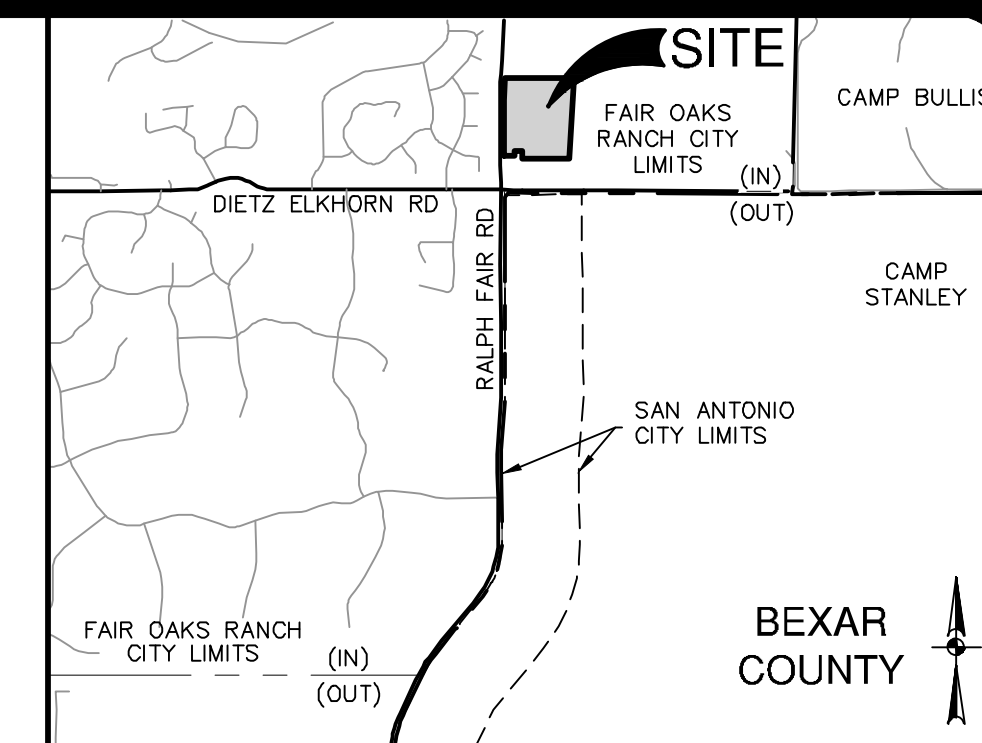 SITE
CAMP BULLIS
FAIR OAKS
RANCH CITY
LIMITS
(IN)
(OUT)
DIETZ ELKHORN RD
RALPH FAIR RD
CAMP
STANLEY
SAN ANTONIO
CITY LIMITS
FAIR OAKS RANCH
CITY LIMITS
(IN)
(OUT)
BEXAR
COUNTY